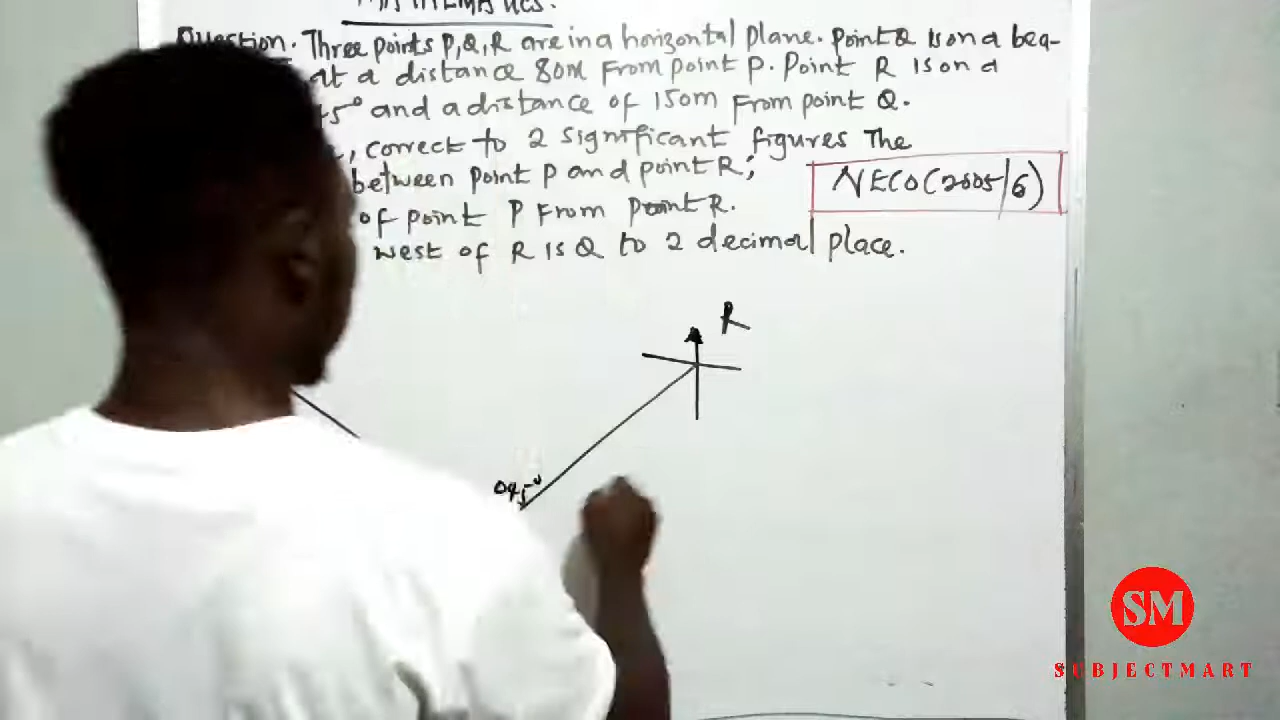 MATHEMATICS.
Question. Three points P, Q, R are in a horizontal plane. Point Q is on a bea-
at a distance 80m From point P. Point R is on a
45° and a distance of 150m From point Q.
, correct to 2 significant figures The
between point P and point R;
NECO (2005/6)
of point P From Point R.
west of R is Q to 2 decimal place.
R
045°
SM
SUBJECTMART